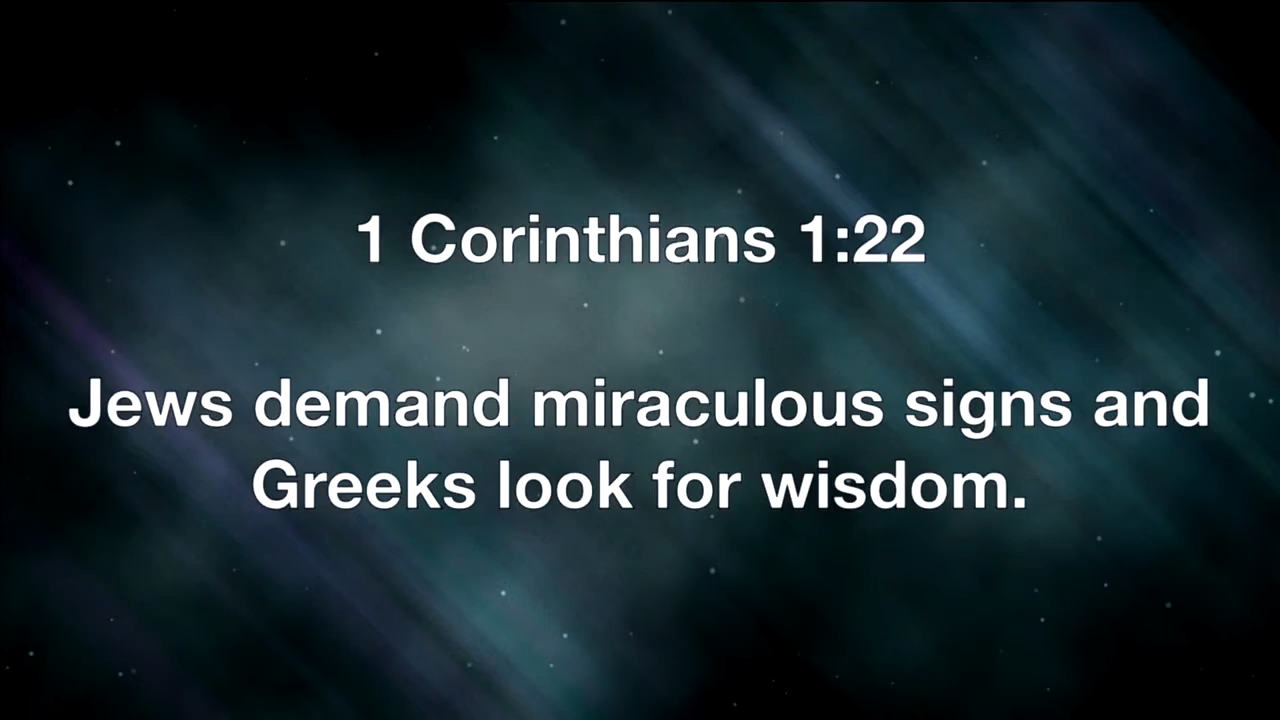 1 Corinthians 1:22
Jews demand miraculous signs and
Greeks look for wisdom.